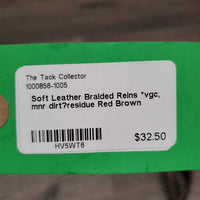 The Tack Collector
1000856-1005
Soft Leather Braided Reins *vgc,
mnr dirt?residue Red Brown
$32.50
HV5WT6